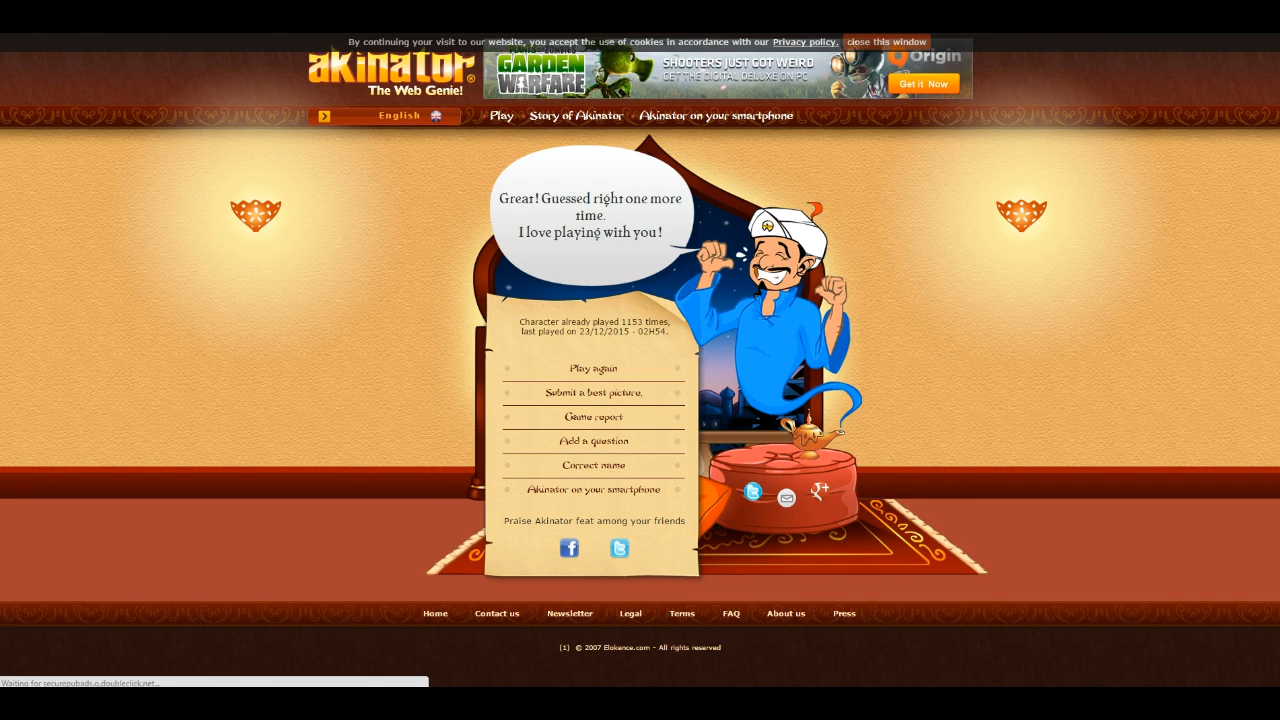 By continuing your visit to our website, you accept the use of cookies in accordance with our Privacy policy. close this window
akinator®
The Web Genie!
GARDEN
WARFARE
SHOOTERS JUST GOT WEIRD
GET THE DIGITAL DELUXE ON PC
Origin
Get it Now
English
Play
Story of Akinator
Akinator on your smartphone
Great! Guessed right one more
time.
I love playing with you!
Character already played 1153 times,
last played on 23/12/2015 - 02H54.
Play again
Submit a best picture.
Game report
Add a question
Correct name
Akinator on your smartphone
Praise Akinator feat among your friends
Home Contact us Newsletter Legal Terms FAQ About us Press
(1) © 2007 Elokence.com - All rights reserved
Waiting for securepubads.g.doubleclick.net...